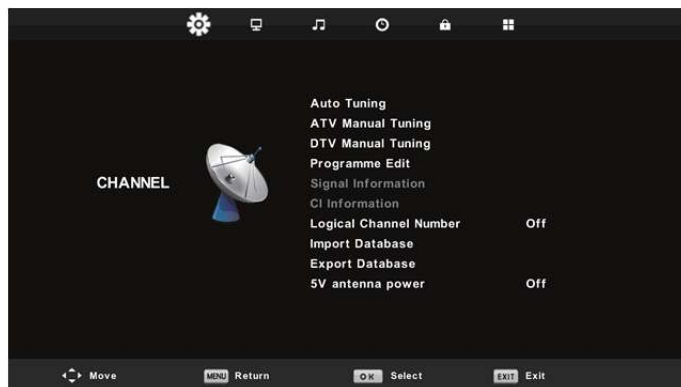 CHANNEL
Auto Tuning
ATV Manual Tuning
DTV Manual Tuning
Programme Edit
Signal Information
CI Information
Logical Channel Number Off
Import Database
Export Database
5V antenna power Off
Move MENU Return OK Select EXIT Exit